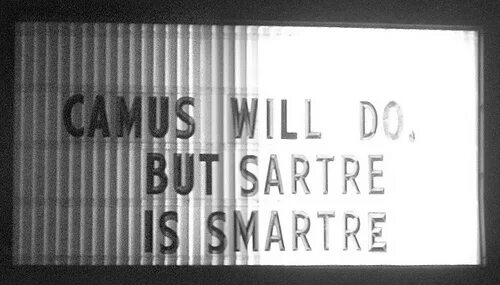 CAMUS WILL DO,
BUT SARTRE
IS SMARTRE